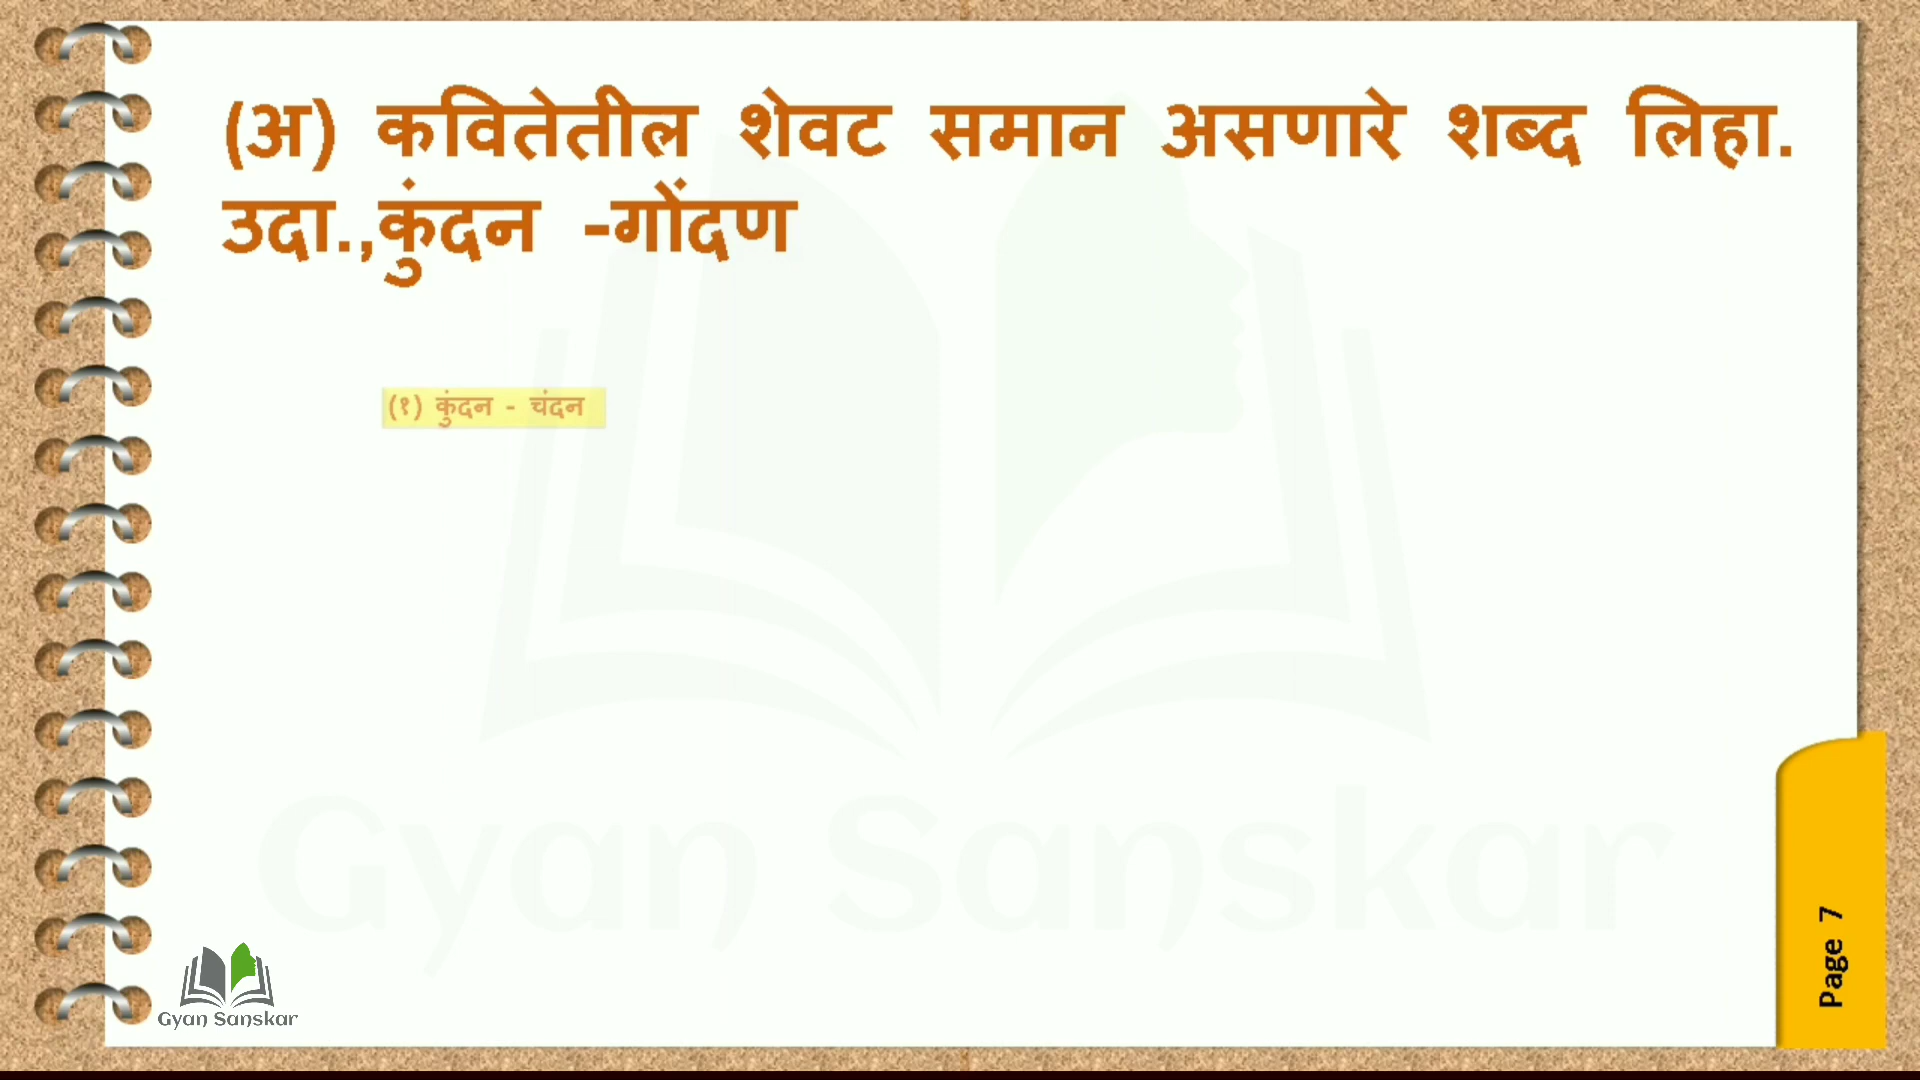 (अ) कवितेतील शेवट समान असणारे शब्द लिहा.
उदा.,कुंदन -गोंदण
(१) कुंदन - चंदन
Gyan Sanskar
Gyan Sanskar
Page 7